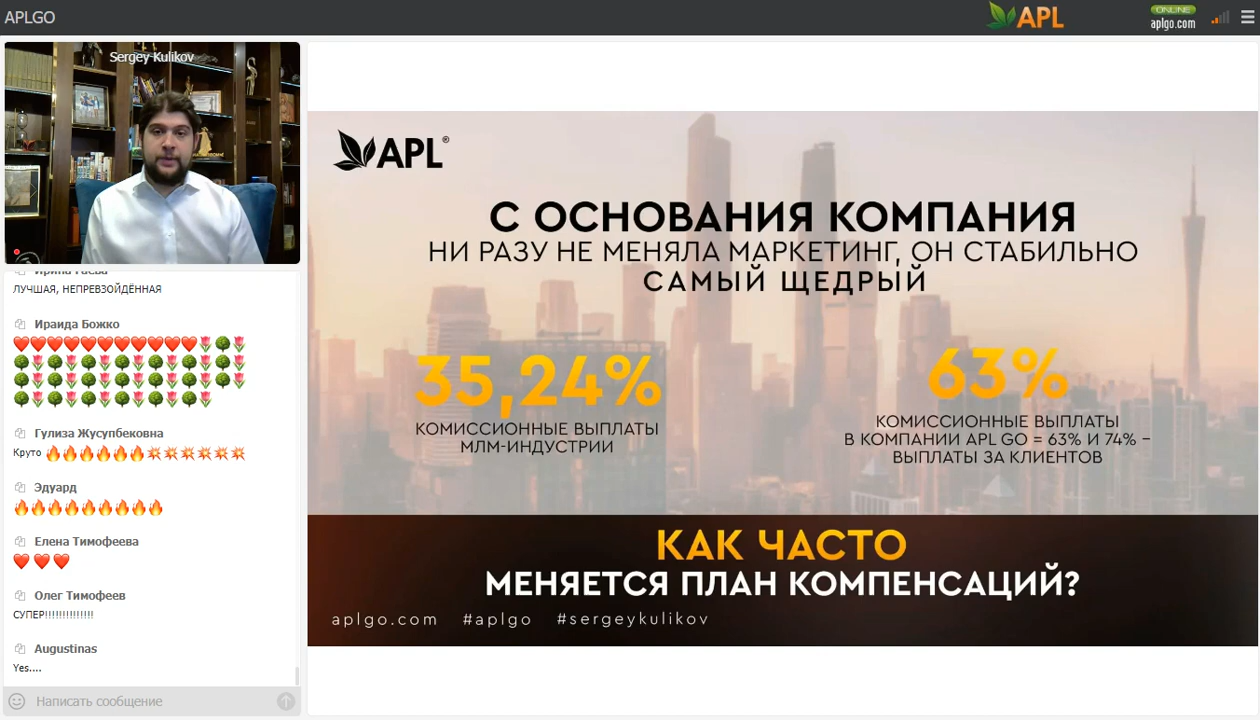 APLGO
APL
ONLINE
aplgo.com
Sergey Kulikov
Ирина Гаева
ЛУЧШАЯ, НЕПРЕВЗОЙДЁННАЯ
Ираида Божко
Гулиза Жусупбековна
Круто
Эдуард
Елена Тимофеева
Олег Тимофеев
СУПЕР!!!!!!!!!!!!!!
Augustinas
Yes....
Написать сообщение
APL®
С ОСНОВАНИЯ КОМПАНИЯ
НИ РАЗУ НЕ МЕНЯЛА МАРКЕТИНГ, ОН СТАБИЛЬНО
САМЫЙ ЩЕДРЫЙ
35,24%
КОМИССИОННЫЕ ВЫПЛАТЫ
МЛМ-ИНДУСТРИИ
63%
КОМИССИОННЫЕ ВЫПЛАТЫ
В КОМПАНИИ APL GO = 63% И 74% –
ВЫПЛАТЫ ЗА КЛИЕНТОВ
КАК ЧАСТО
МЕНЯЕТСЯ ПЛАН КОМПЕНСАЦИЙ?
aplgo.com #aplgo #sergeykulikov